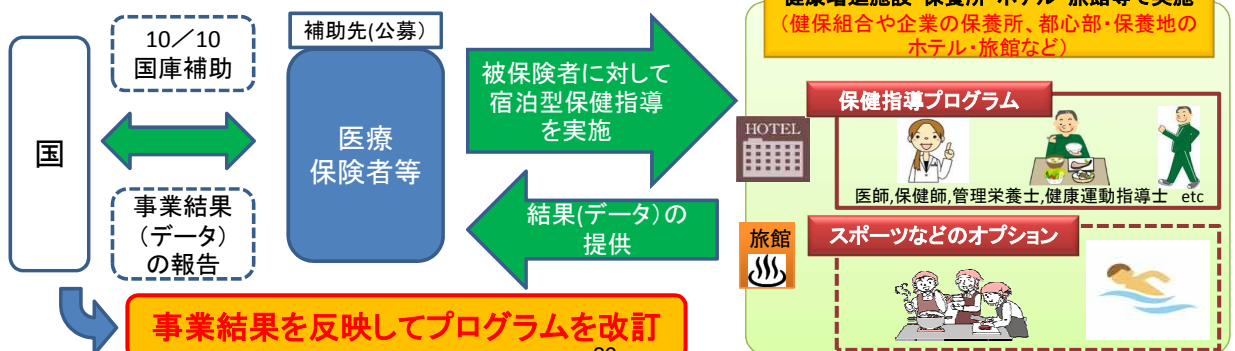 国
10／10
国庫補助
事業結果
（データ）
の報告
補助先(公募）
医療
保険者等
被保険者に対して
宿泊型保健指導
を実施
結果(データ）の
提供
事業結果を反映してプログラムを改訂
健康増進施設・保養所・ホテル・旅館等で実施
（健保組合や企業の保養所、都心部・保養地の
ホテル・旅館など）
保健指導プログラム
HOTEL
医師,保健師,管理栄養士,健康運動指導士　etc
旅館
スポーツなどのオプション